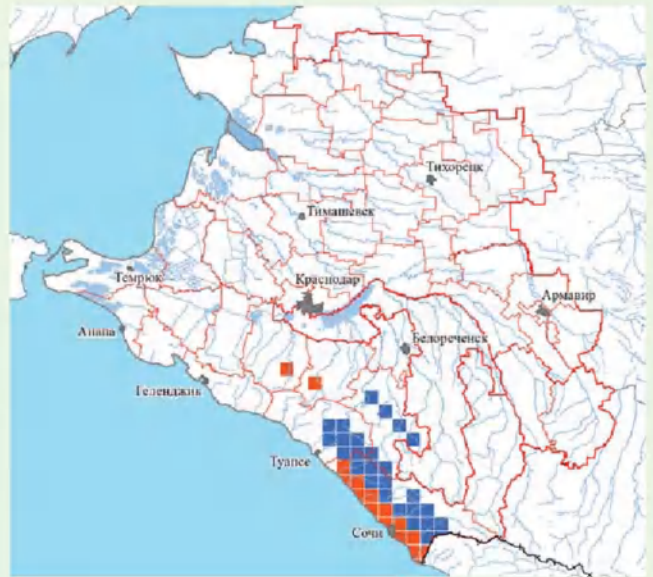 Тихорецк
Тимашевск
Темрюк
Краснодар
Армавир
Анапа
Белореченск
Геленджик
Туапсе
Сочи